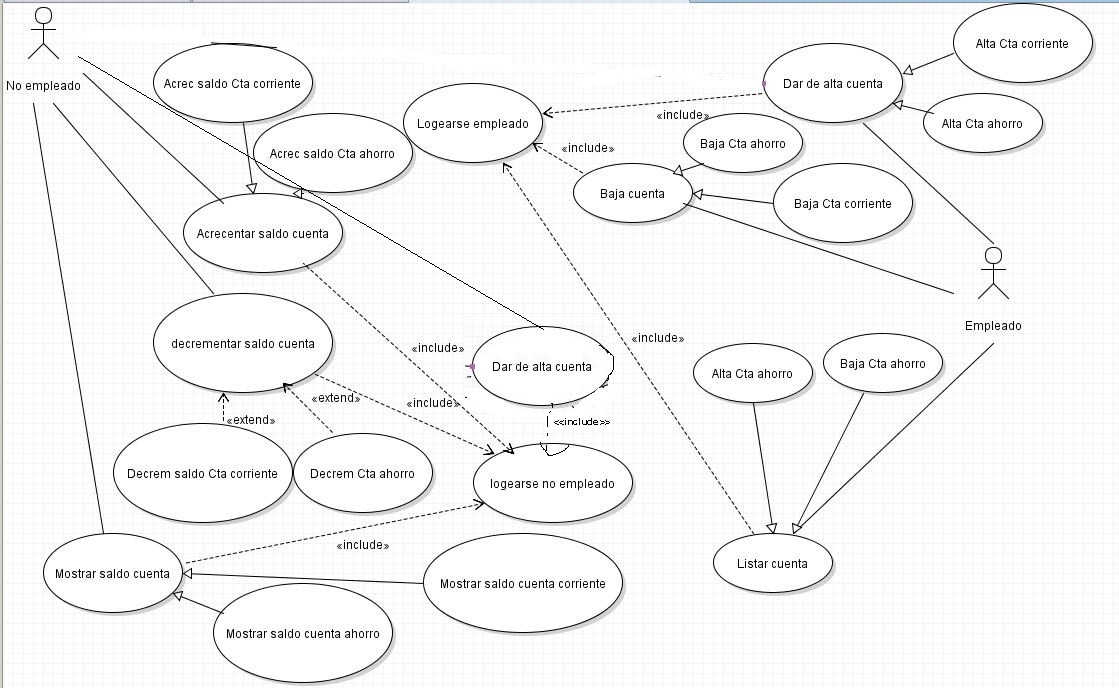 No empleado
Acrec saldo Cta corriente
Logearse empleado
Dar de alta cuenta
Alta Cta corriente
«include»
Alta Cta ahorro
Acrec saldo Cta ahorro
«include»
Baja Cta ahorro
Baja cuenta
Baja Cta corriente
Acrecentar saldo cuenta
Empleado
decrementar saldo cuenta
«include»
«include»
Dar de alta cuenta
Alta Cta ahorro
Baja Cta ahorro
«extend»
«include»
«extend»
<<include>>
Decrem saldo Cta corriente
Decrem Cta ahorro
logearse no empleado
«include»
Listar cuenta
Mostrar saldo cuenta
Mostrar saldo cuenta corriente
Mostrar saldo cuenta ahorro